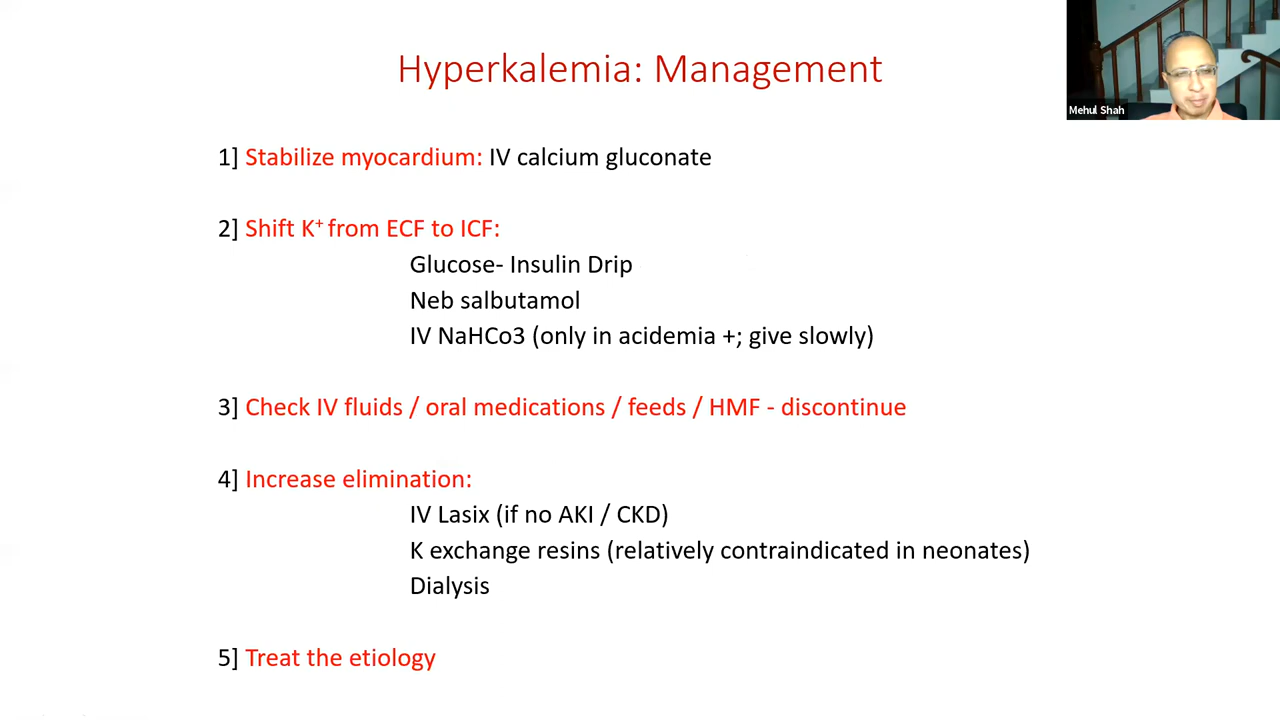 Hyperkalemia: Management
Mehul Shah
1] Stabilize myocardium: IV calcium gluconate
2] Shift K⁺ from ECF to ICF:
Glucose- Insulin Drip
Neb salbutamol
IV NaHCo3 (only in acidemia +; give slowly)
3] Check IV fluids / oral medications / feeds / HMF - discontinue
4] Increase elimination:
IV Lasix (if no AKI / CKD)
K exchange resins (relatively contraindicated in neonates)
Dialysis
5] Treat the etiology